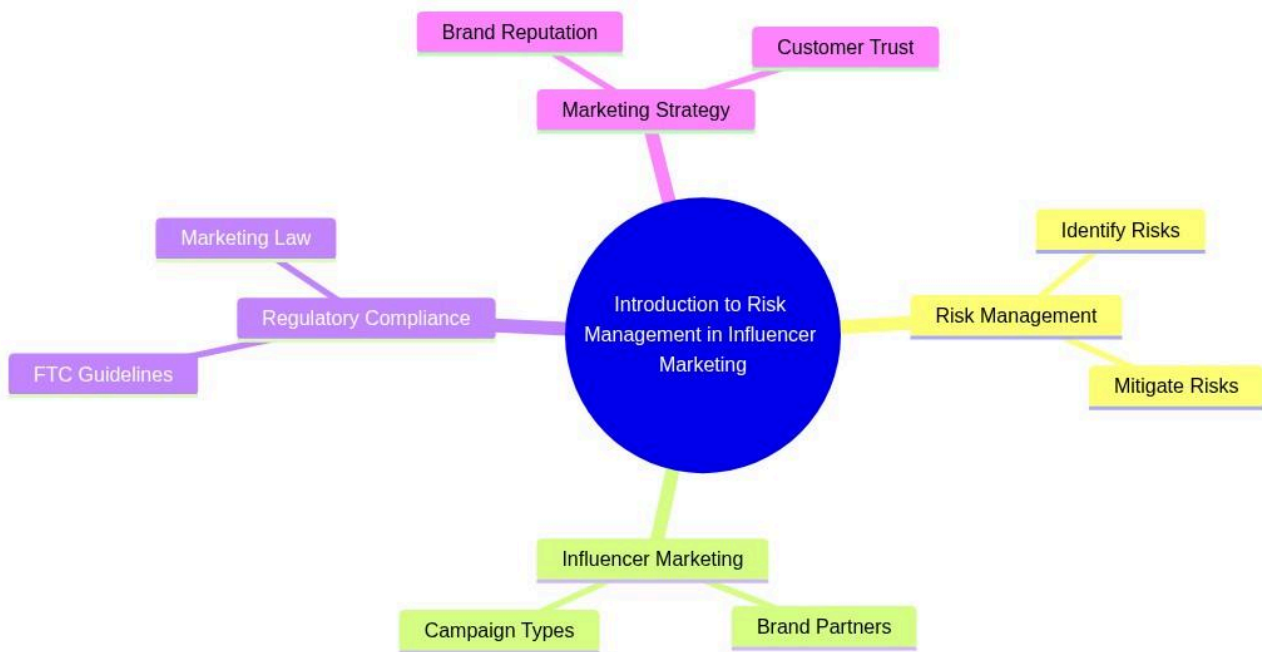 Brand Reputation
Customer Trust
Marketing Strategy
Marketing Law
Identify Risks
Regulatory Compliance
Introduction to Risk
Management in Influencer
Marketing
Risk Management
FTC Guidelines
Mitigate Risks
Influencer Marketing
Campaign Types
Brand Partners